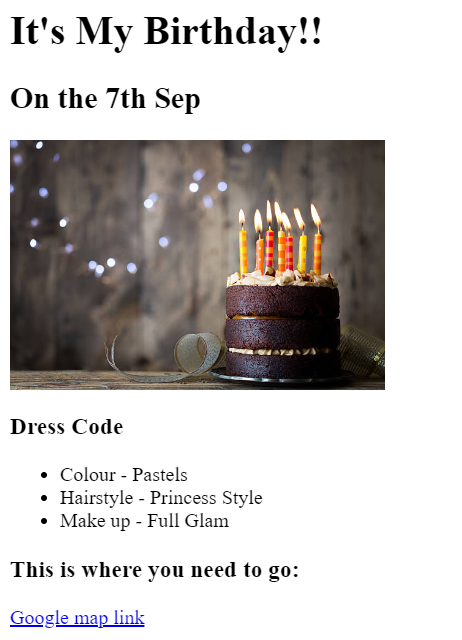 It's My Birthday!!
On the 7th Sep
Dress Code
• Colour - Pastels
• Hairstyle - Princess Style
• Make up - Full Glam
This is where you need to go:
Google map link